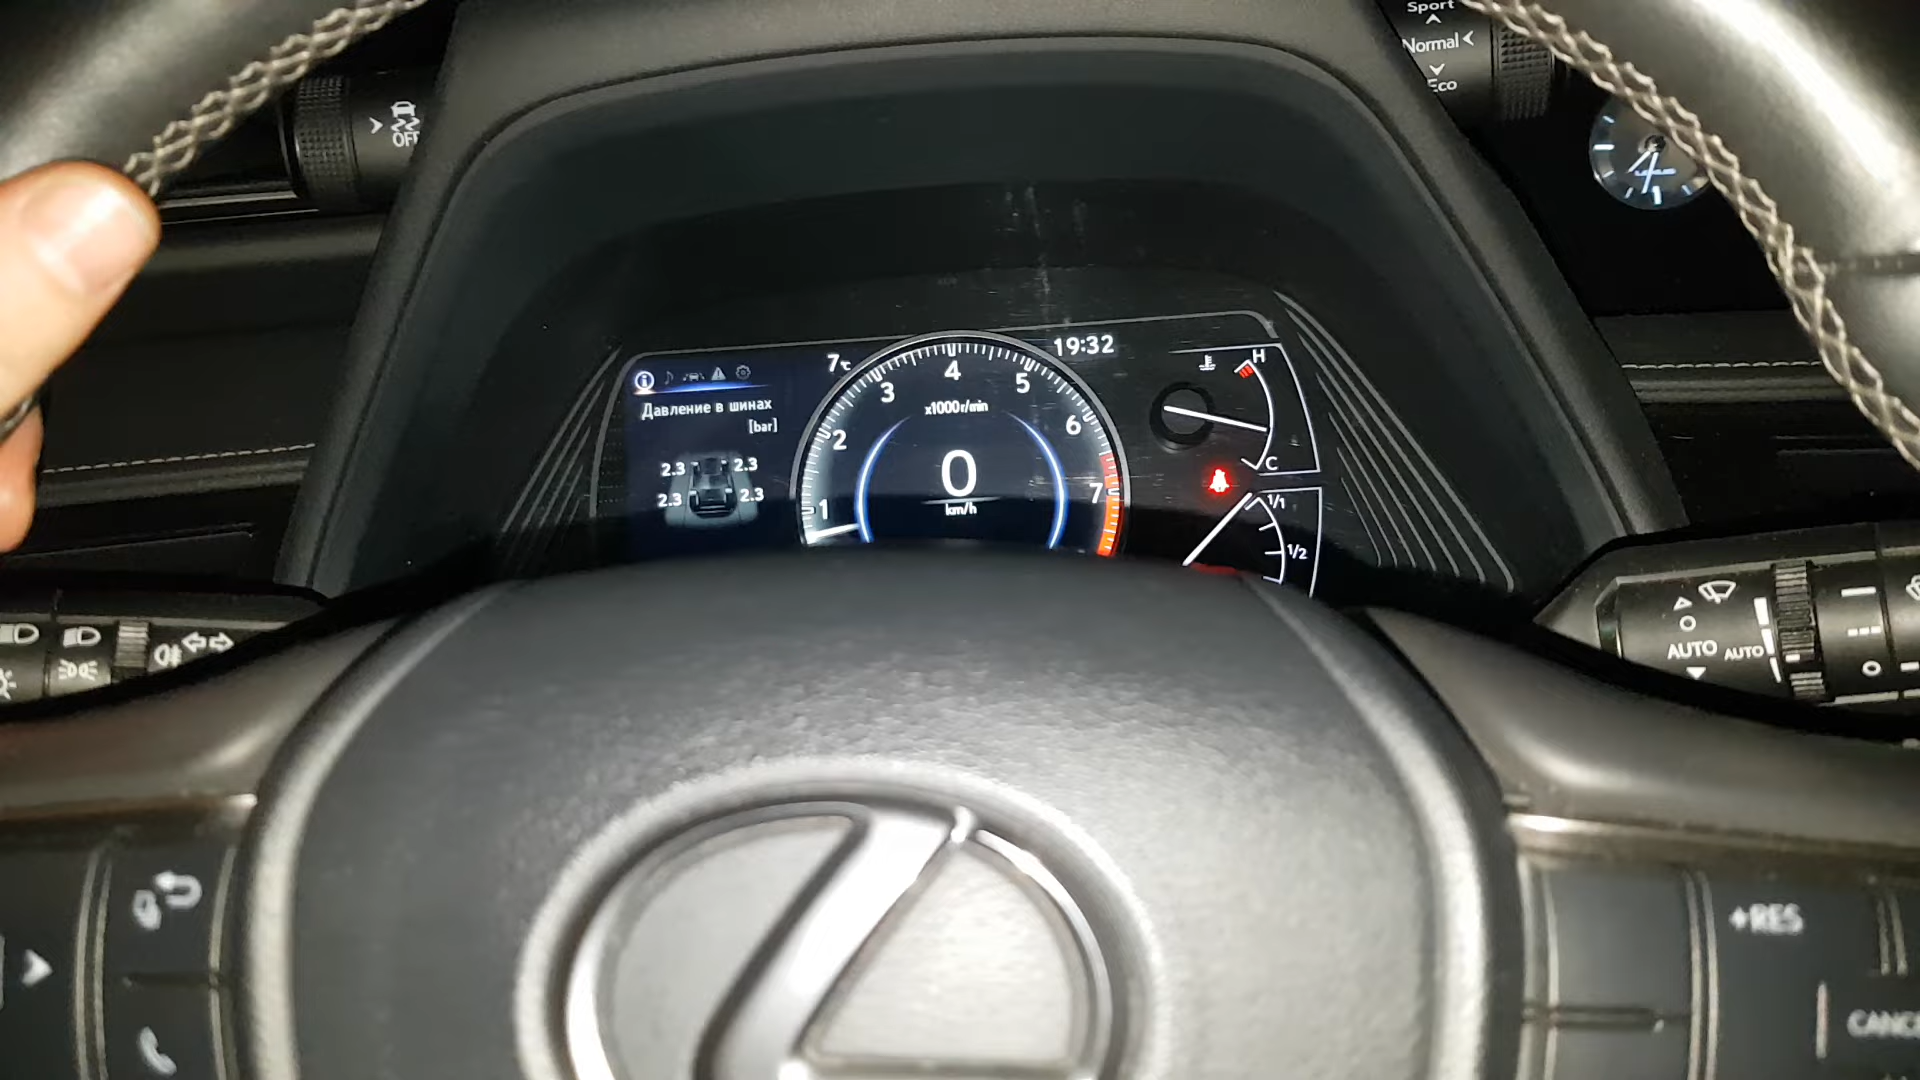 Sport
Normal
Eco
OFF
LEXUS
19:32
7°C
H
Давление в шинах
[bar]
4
3
5
x1000r/min
2
6
2.3 2.3
0
C
2.3 2.3
7
1
km/h
1/1
1/2
AUTO AUTO
+RES